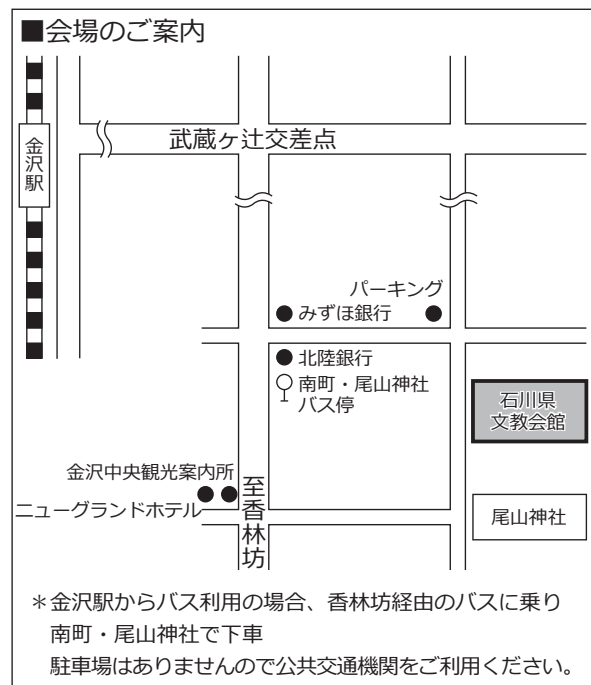 ■会場のご案内
金沢駅
武蔵ヶ辻交差点
パーキング
みずほ銀行
北陸銀行
南町・尾山神社
バス停
石川県
文教会館
金沢中央観光案内所
ニューグランドホテル
至香林坊
尾山神社
＊金沢駅からバス利用の場合、香林坊経由のバスに乗り
南町・尾山神社で下車
駐車場はありませんので公共交通機関をご利用ください。